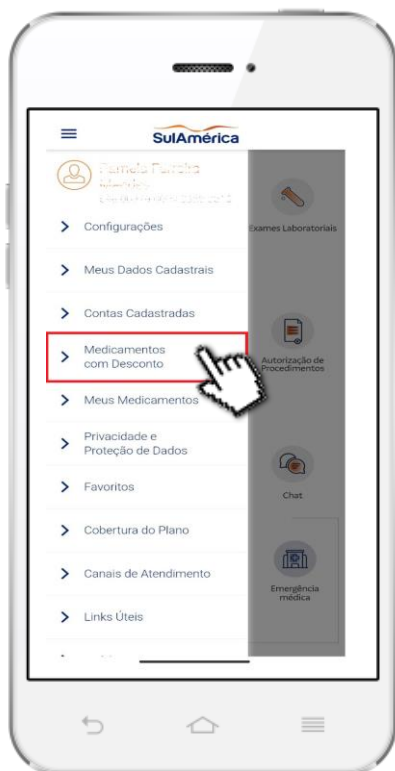 SulAmérica
Configurações
Meus Dados Cadastrais
Contas Cadastradas
Medicamentos
com Desconto
Meus Medicamentos
Privacidade e
Proteção de Dados
Favoritos
Cobertura do Plano
Canais de Atendimento
Links Úteis
Exames Laboratoriais
Autorização de
Procedimentos
Chat
Emergência
médica